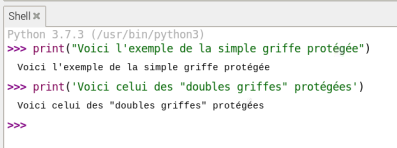 Shell ×
Python 3.7.3 (/usr/bin/python3)
>>> print("Voici l'exemple de la simple griffe protégée")
Voici l'exemple de la simple griffe protégée
>>> print('Voici celui des "doubles griffes" protégées')
Voici celui des "doubles griffes" protégées
>>>